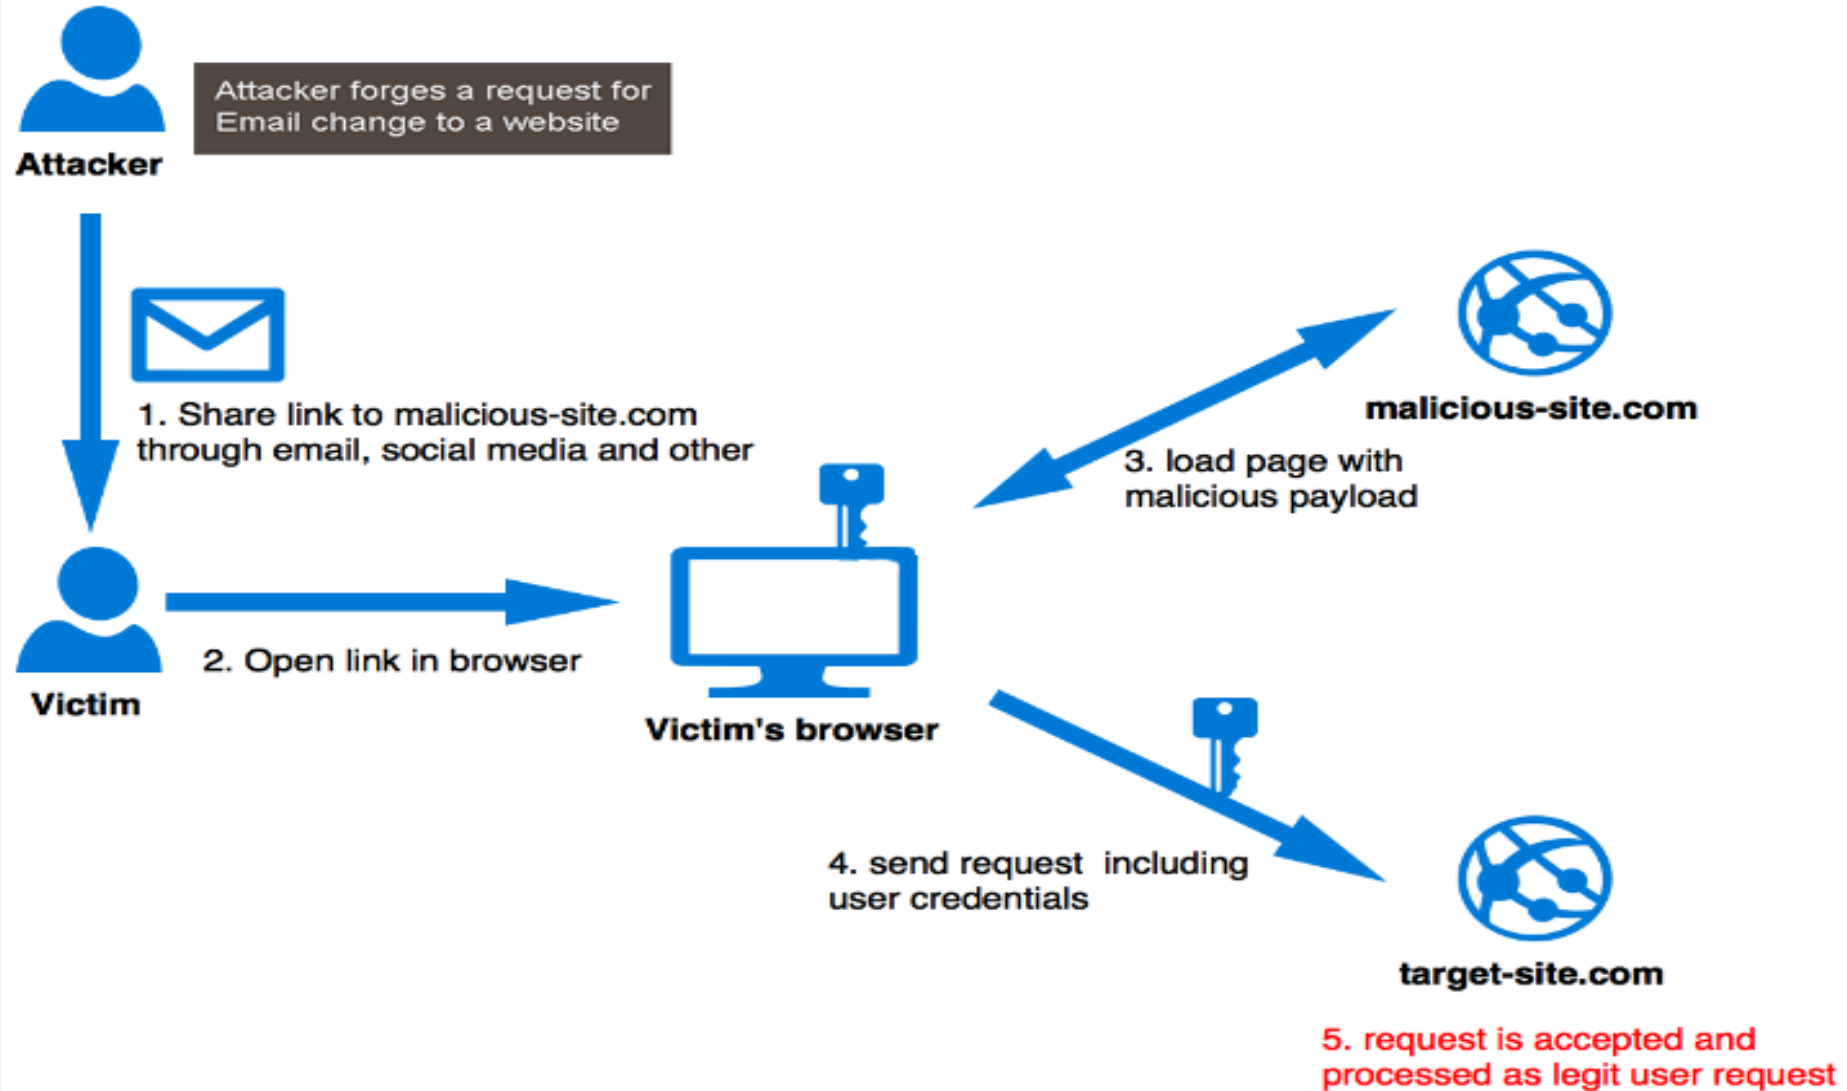 Attacker forges a request for
Email change to a website
Attacker
1. Share link to malicious-site.com
through email, social media and other
malicious-site.com
3. load page with
malicious payload
2. Open link in browser
Victim
Victim's browser
4. send request including
user credentials
target-site.com
5. request is accepted and
processed as legit user request